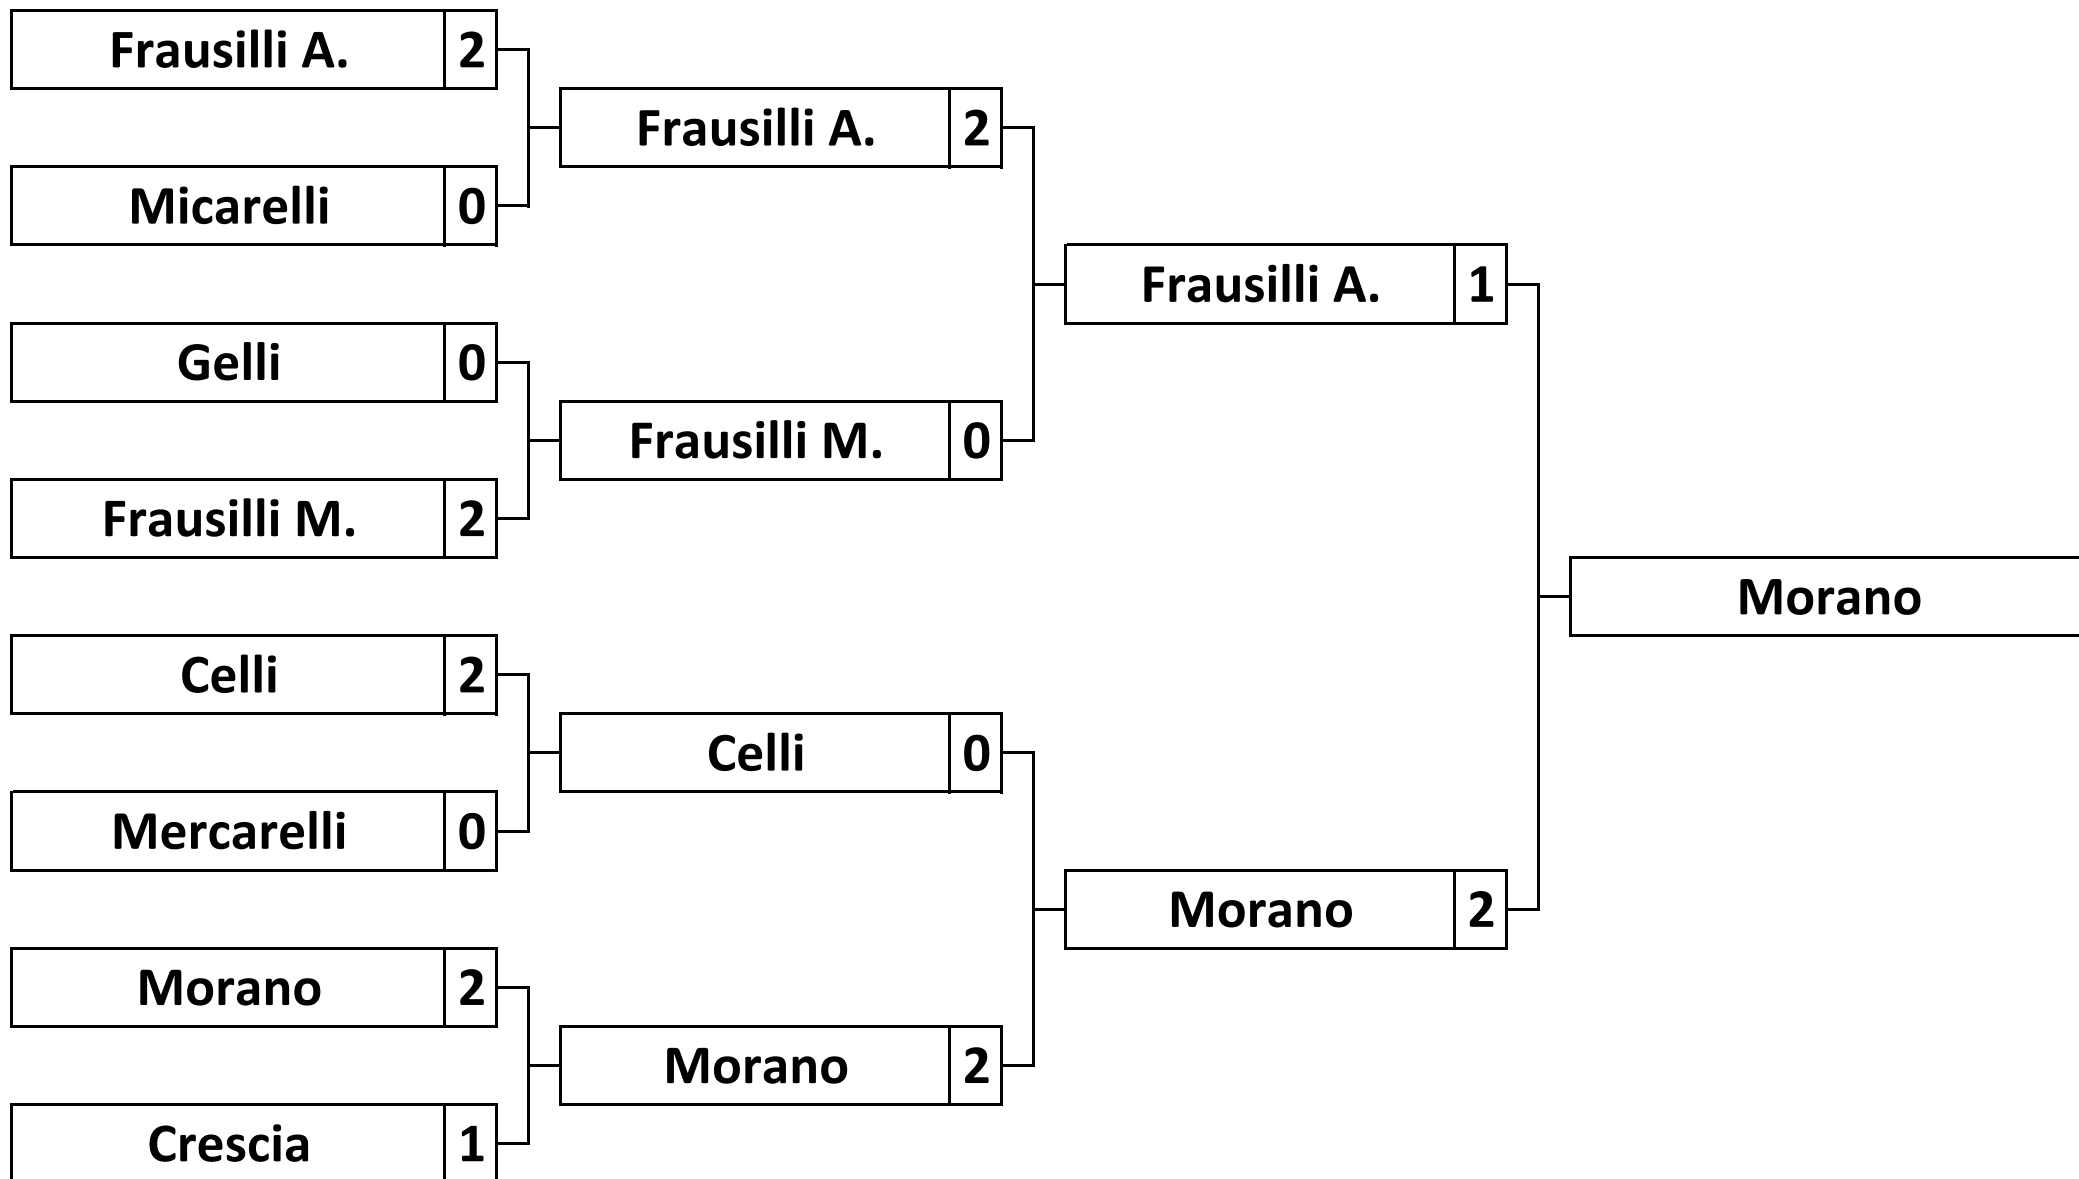 Frausilli A. 2
Micarelli 0
Gelli 0
Frausilli M. 2
Celli 2
Mercarelli 0
Morano 2
Crescia 1
Frausilli A. 2
Frausilli M. 0
Celli 0
Morano 2
Frausilli A. 1
Morano 2
Morano